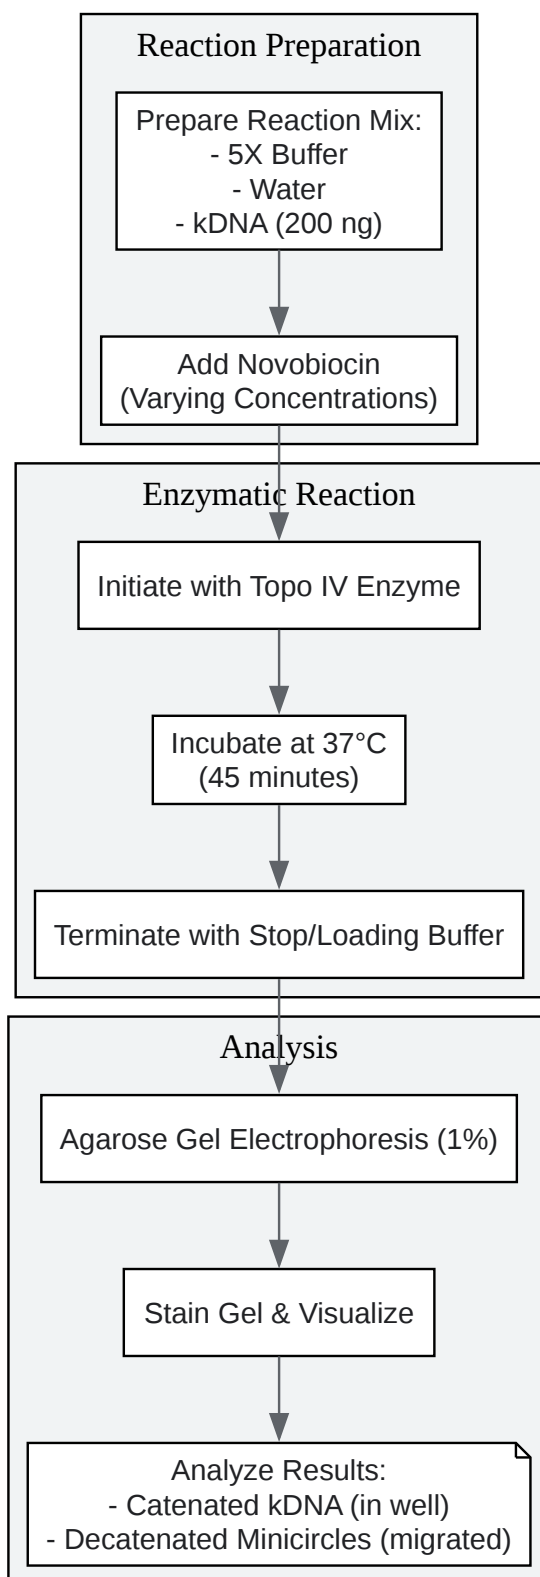 Reaction Preparation
Prepare Reaction Mix:
- 5X Buffer
- Water
- kDNA (200 ng)
Add Novobiocin
(Varying Concentrations)
Enzymatic Reaction
Initiate with Topo IV Enzyme
Incubate at 37°C
(45 minutes)
Terminate with Stop/Loading Buffer
Analysis
Agarose Gel Electrophoresis (1%)
Stain Gel & Visualize
Analyze Results:
- Catenated kDNA (in well)
- Decatenated Minicircles (migrated)